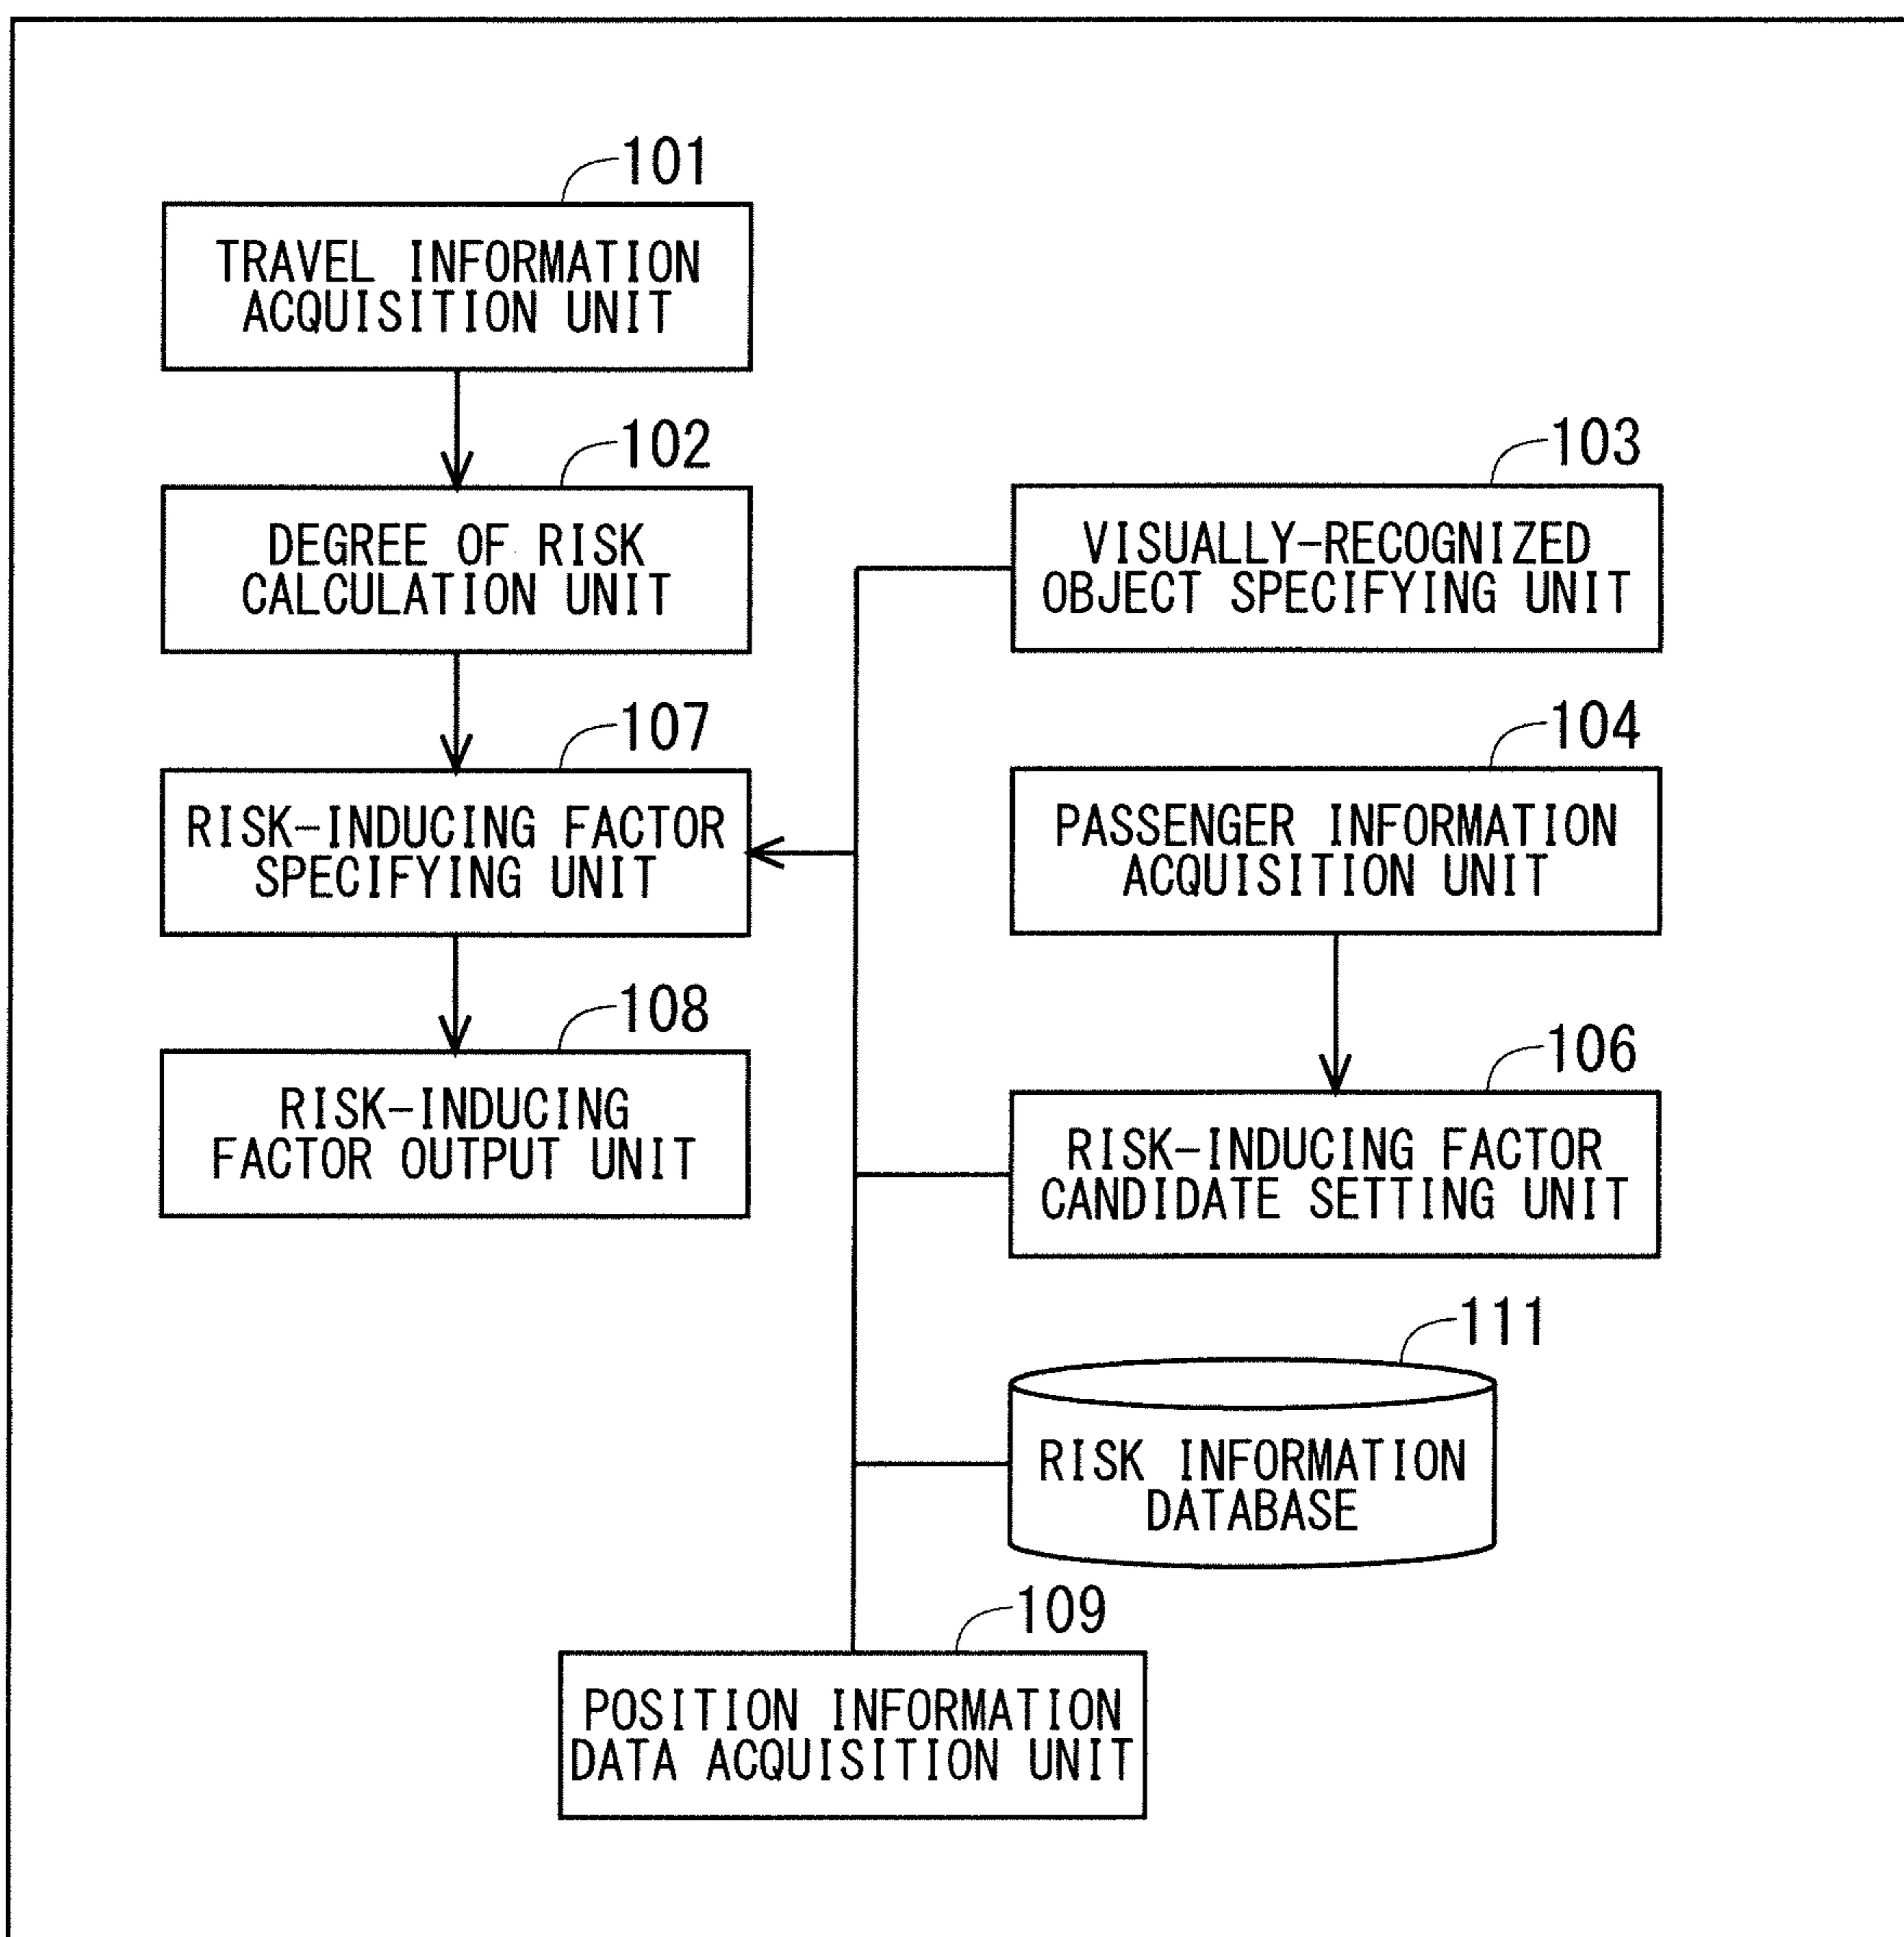 101
TRAVEL INFORMATION
ACQUISITION UNIT
102
DEGREE OF RISK
CALCULATION UNIT
103
VISUALLY-RECOGNIZED
OBJECT SPECIFYING UNIT
107
RISK-INDUCING FACTOR
SPECIFYING UNIT
104
PASSENGER INFORMATION
ACQUISITION UNIT
108
RISK-INDUCING
FACTOR OUTPUT UNIT
106
RISK-INDUCING FACTOR
CANDIDATE SETTING UNIT
111
RISK INFORMATION
DATABASE
109
POSITION INFORMATION
DATA ACQUISITION UNIT